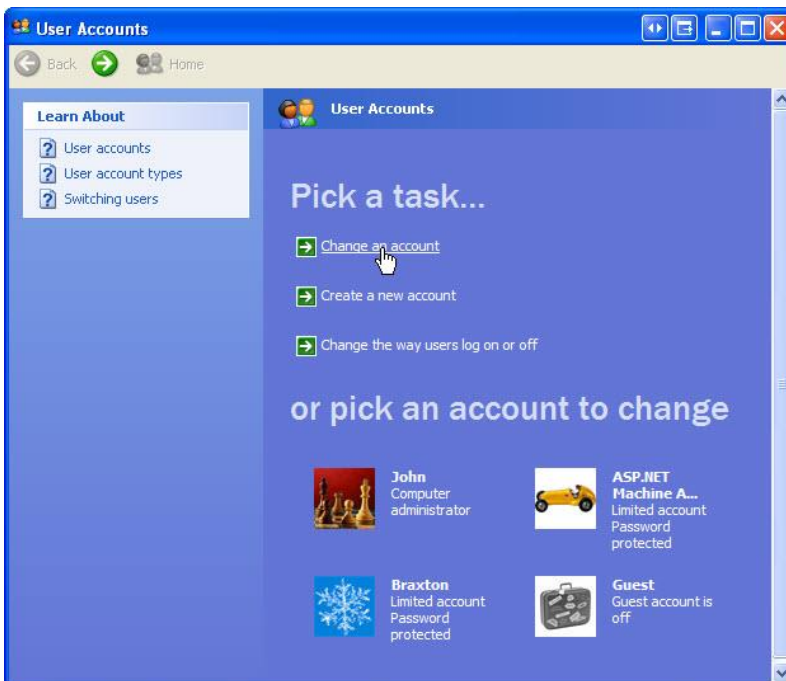 User Accounts
Back
Home
Learn About
User accounts
User account types
Switching users
User Accounts
Pick a task...
Change an account
Create a new account
Change the way users log on or off
or pick an account to change
John
Computer
administrator
ASP.NET
Machine A...
Limited account
Password
protected
Braxton
Limited account
Password
protected
Guest
Guest account is
off